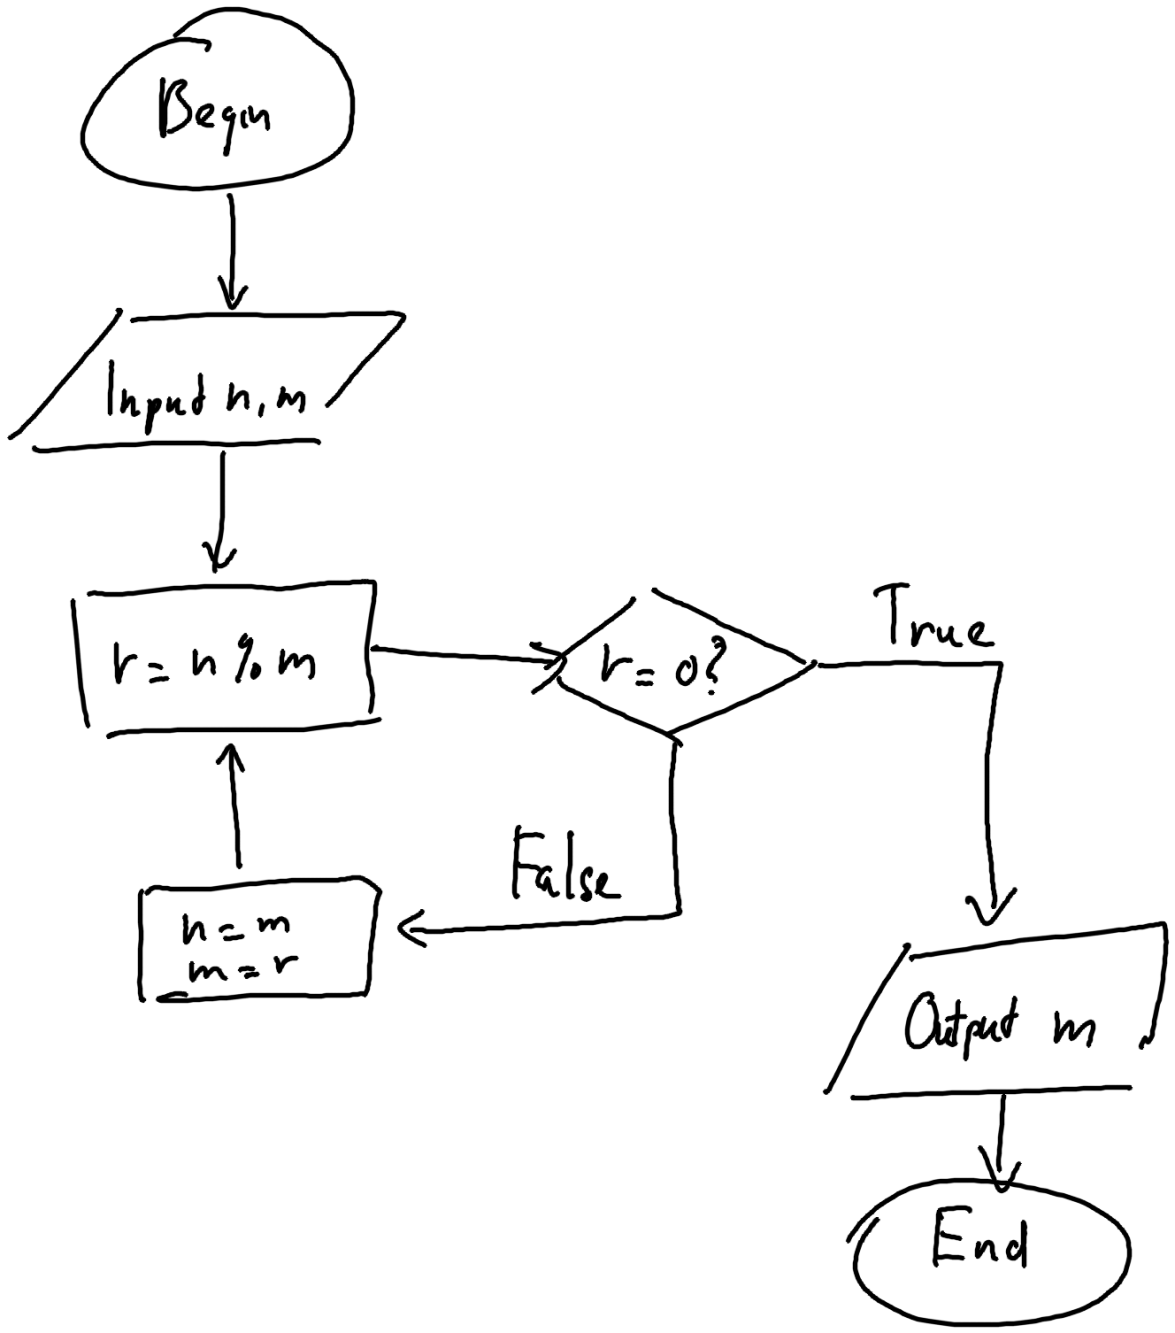 Begin
Input n, m
r = n % m
r = 0?
True
False
n = m
m = r
Output m
End